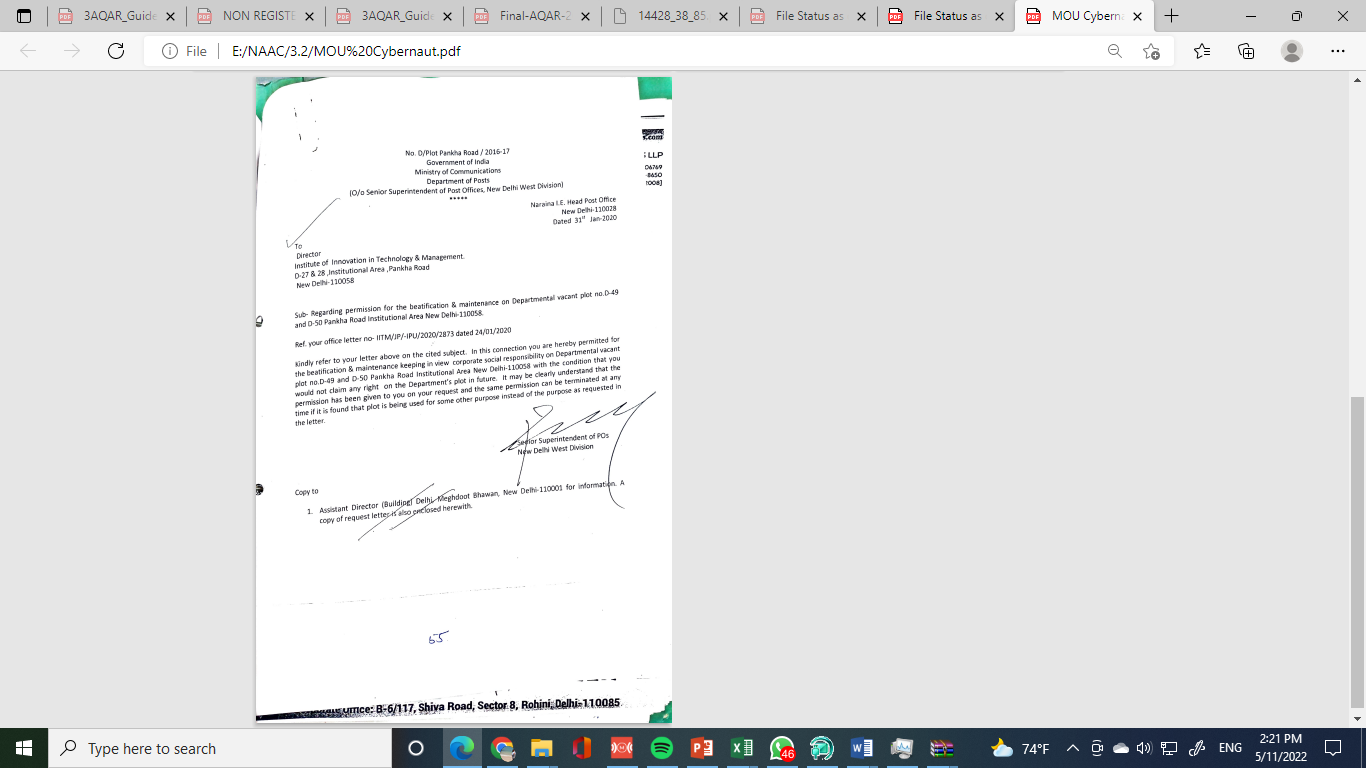 3AQAR_Guide
NON REGISTE
3AQAR_Guide
Final-AQAR-2
14428_38_85.
File Status as
File Status as
MOU Cyberna
File E:/NAAC/3.2/MOU%20Cybernaut.pdf
.com
LLP
06769
-8650
2008]
No. D/Plot Pankha Road / 2016-17
Government of India
Ministry of Communications
Department of Posts
(O/o Senior Superintendent of Post Offices, New Delhi West Division)
*****
Naraina I.E. Head Post Office
New Delhi-110028
Dated 31st Jan-2020
To
Director
Institute of Innovation in Technology & Management.
D-27 & 28 ,Institutional Area ,Pankha Road
New Delhi-110058
Sub- Regarding permission for the beatification & maintenance on Departmental vacant plot no.D-49
and D-50 Pankha Road Institutional Area New Delhi-110058.
Ref. your office letter no- IITM/JP/-IPU/2020/2873 dated 24/01/2020
Kindly refer to your letter above on the cited subject. In this connection you are hereby permitted for
the beatification & maintenance keeping in view corporate social responsibility on Departmental vacant
plot no.D-49 and D-50 Pankha Road Institutional Area New Delhi-110058 with the condition that you
would not claim any right on the Department's plot in future. It may be clearly understand that the
permission has been given to you on your request and the same permission can be terminated at any
time if it is found that plot is being used for some other purpose instead of the purpose as requested in
the letter.
Senior Superintendent of POs
New Delhi West Division
Copy to
1. Assistant Director (Building) Delhi, Meghdoot Bhawan, New Delhi-110001 for information. A
copy of request letter is also enclosed herewith.
65
Office: B-6/117, Shiva Road, Sector 8, Rohini, Delhi-110085
Type here to search
46
74°F
ENG
2:21 PM
5/11/2022